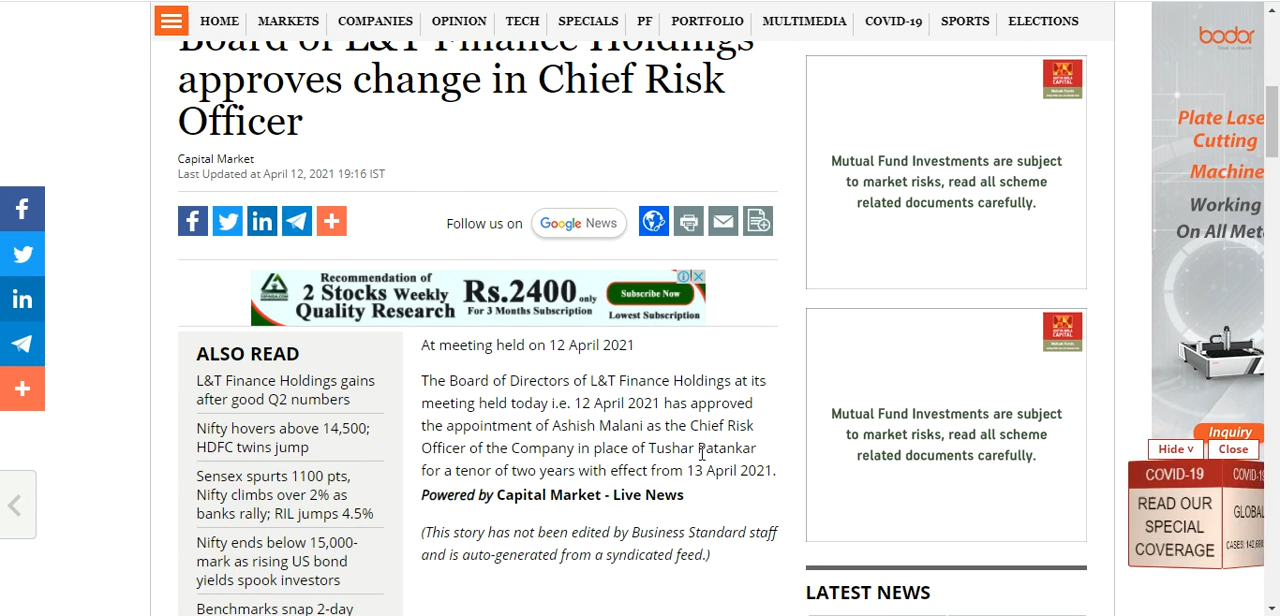 HOME MARKETS COMPANIES OPINION TECH SPECIALS PF PORTFOLIO MULTIMEDIA COVID-19 SPORTS ELECTIONS
Board of L&T Finance Holdings
approves change in Chief Risk
Officer
Capital Market
Last Updated at April 12, 2021 19:16 IST
Follow us on Google News
Recommendation of
2 Stocks Weekly
Quality Research
Rs.2400 only
For 3 Months Subscription
Subscribe Now
Lowest Subscription
ALSO READ
L&T Finance Holdings gains
after good Q2 numbers
Nifty hovers above 14,500;
HDFC twins jump
Sensex spurts 1100 pts,
Nifty climbs over 2% as
banks rally; RIL jumps 4.5%
Nifty ends below 15,000-
mark as rising US bond
yields spook investors
Benchmarks snap 2-day
At meeting held on 12 April 2021
The Board of Directors of L&T Finance Holdings at its
meeting held today i.e. 12 April 2021 has approved
the appointment of Ashish Malani as the Chief Risk
Officer of the Company in place of Tushar Patankar
for a tenor of two years with effect from 13 April 2021.
Powered by Capital Market - Live News
(This story has not been edited by Business Standard staff
and is auto-generated from a syndicated feed.)
Mutual Fund Investments are subject
to market risks, read all scheme
related documents carefully.
Mutual Fund Investments are subject
to market risks, read all scheme
related documents carefully.
LATEST NEWS
bodor
Plate Lase
Cutting
Machine
Working
On All Met
Inquiry
Hide v Close
COVID-19
READ OUR
SPECIAL
COVERAGE
COVID-1
GLOBAL